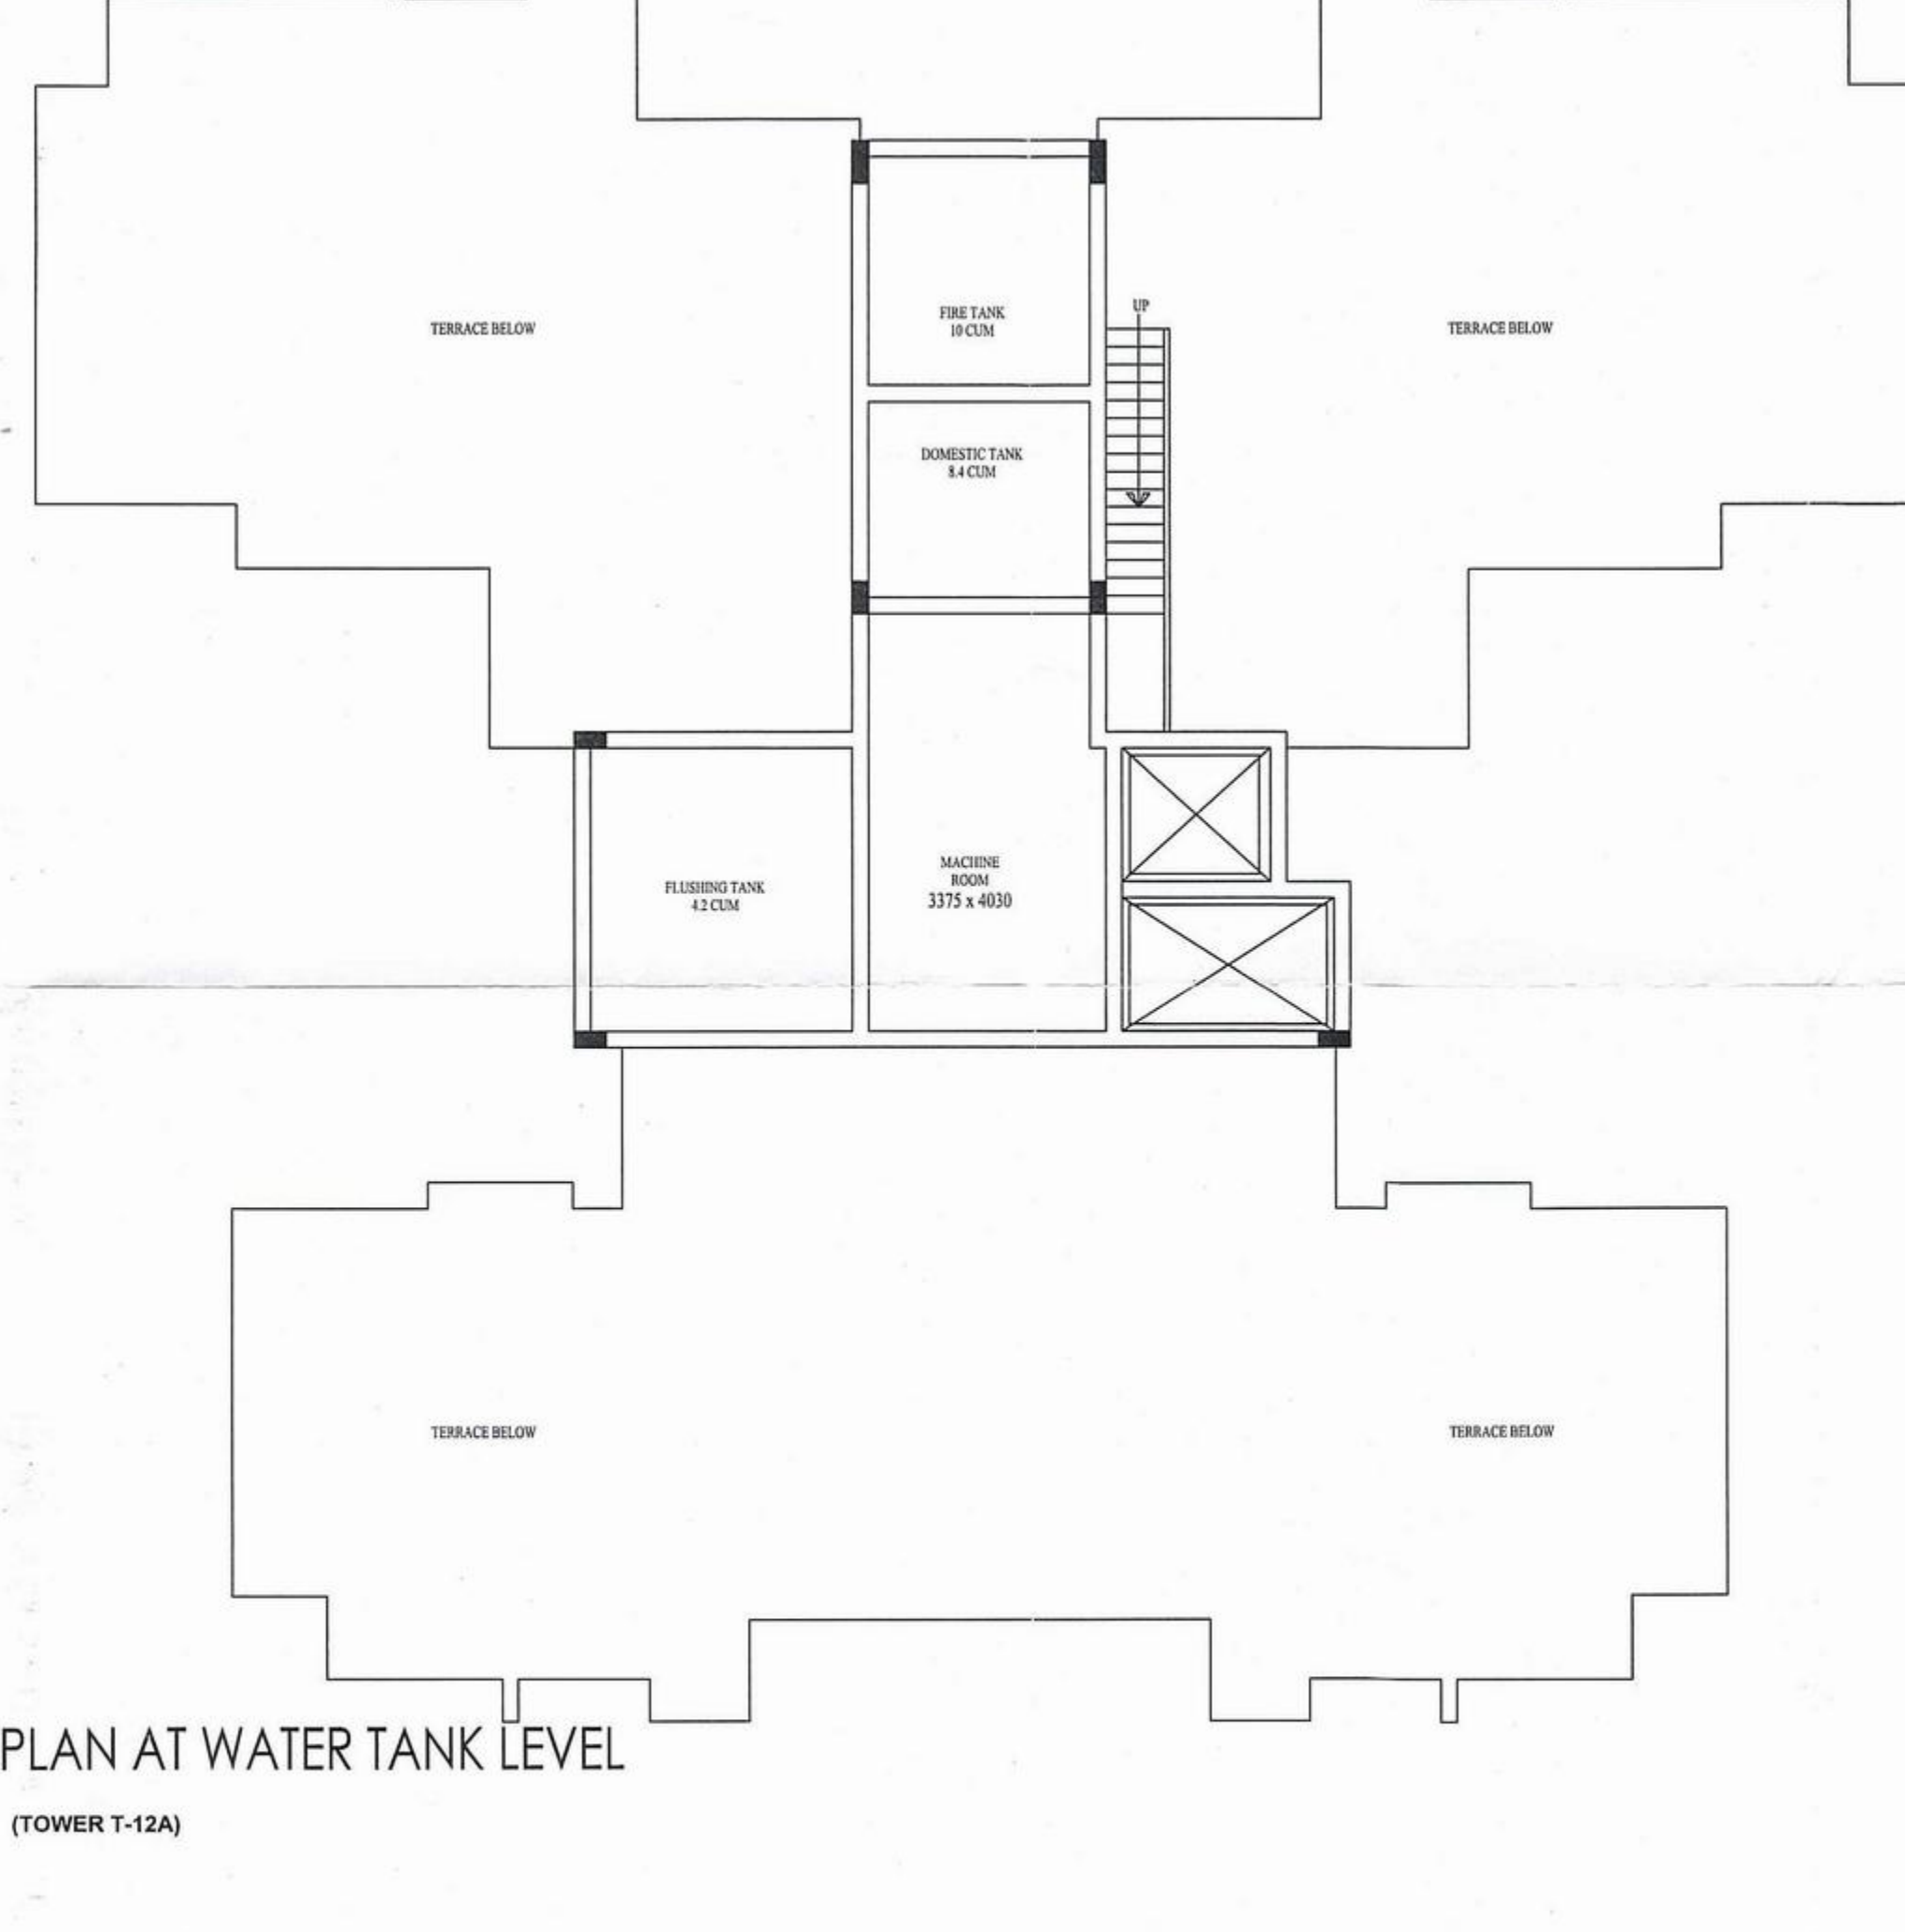 UP
FIRE TANK
10 CUM
TERRACE BELOW
TERRACE BELOW
DOMESTIC TANK
8.4 CUM
MACHINE
ROOM
3375 x 4030
FLUSHING TANK
4.2 CUM
TERRACE BELOW
TERRACE BELOW
PLAN AT WATER TANK LEVEL
(TOWER T-12A)